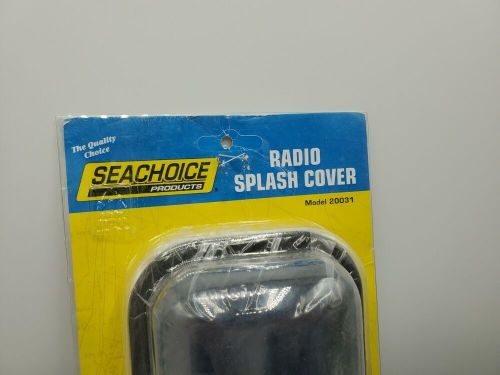 The Quality
Choice
SEACHOICE
PRODUCTS ®
RADIO
SPLASH COVER
Model 20031